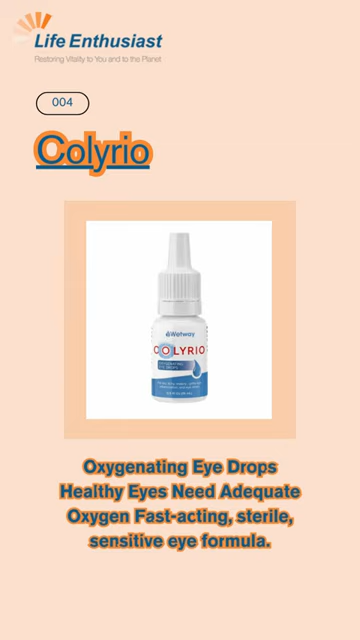 Life Enthusiast
Restoring Vitality to You and to the Planet
004
Colyrio
Wetway
COLYRIO
Oxygenating Eye Drops
Healthy Eyes Need Adequate
Oxygen Fast-acting, sterile,
sensitive eye formula.